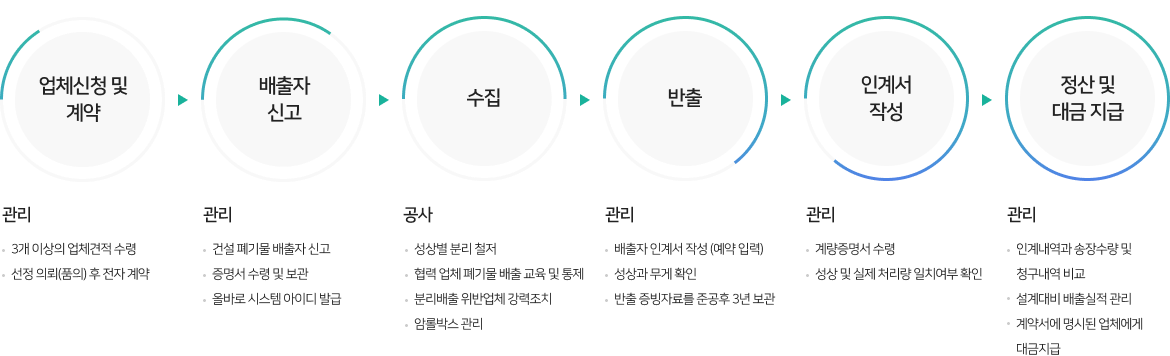 업체신청 및
계약
배출자
신고
수집
반출
인계서
작성
정산 및
대금 지급
관리
3개 이상의 업체견적 수령
선정 의뢰(품의) 후 전자 계약
관리
건설 폐기물 배출자 신고
증명서 수령 및 보관
올바로 시스템 아이디 발급
공사
성상별 분리 철저
협력 업체 폐기물 배출 교육 및 통제
분리배출 위반업체 강력조치
암롤박스 관리
관리
배출자 인계서 작성 (예약 입력)
성상과 무게 확인
반출 증빙자료를 준공후 3년 보관
관리
계량증명서 수령
성상 및 실제 처리량 일치여부 확인
관리
인계내역과 송장수량 및
청구내역 비교
설계대비 배출실적 관리
계약서에 명시된 업체에게
대금지급